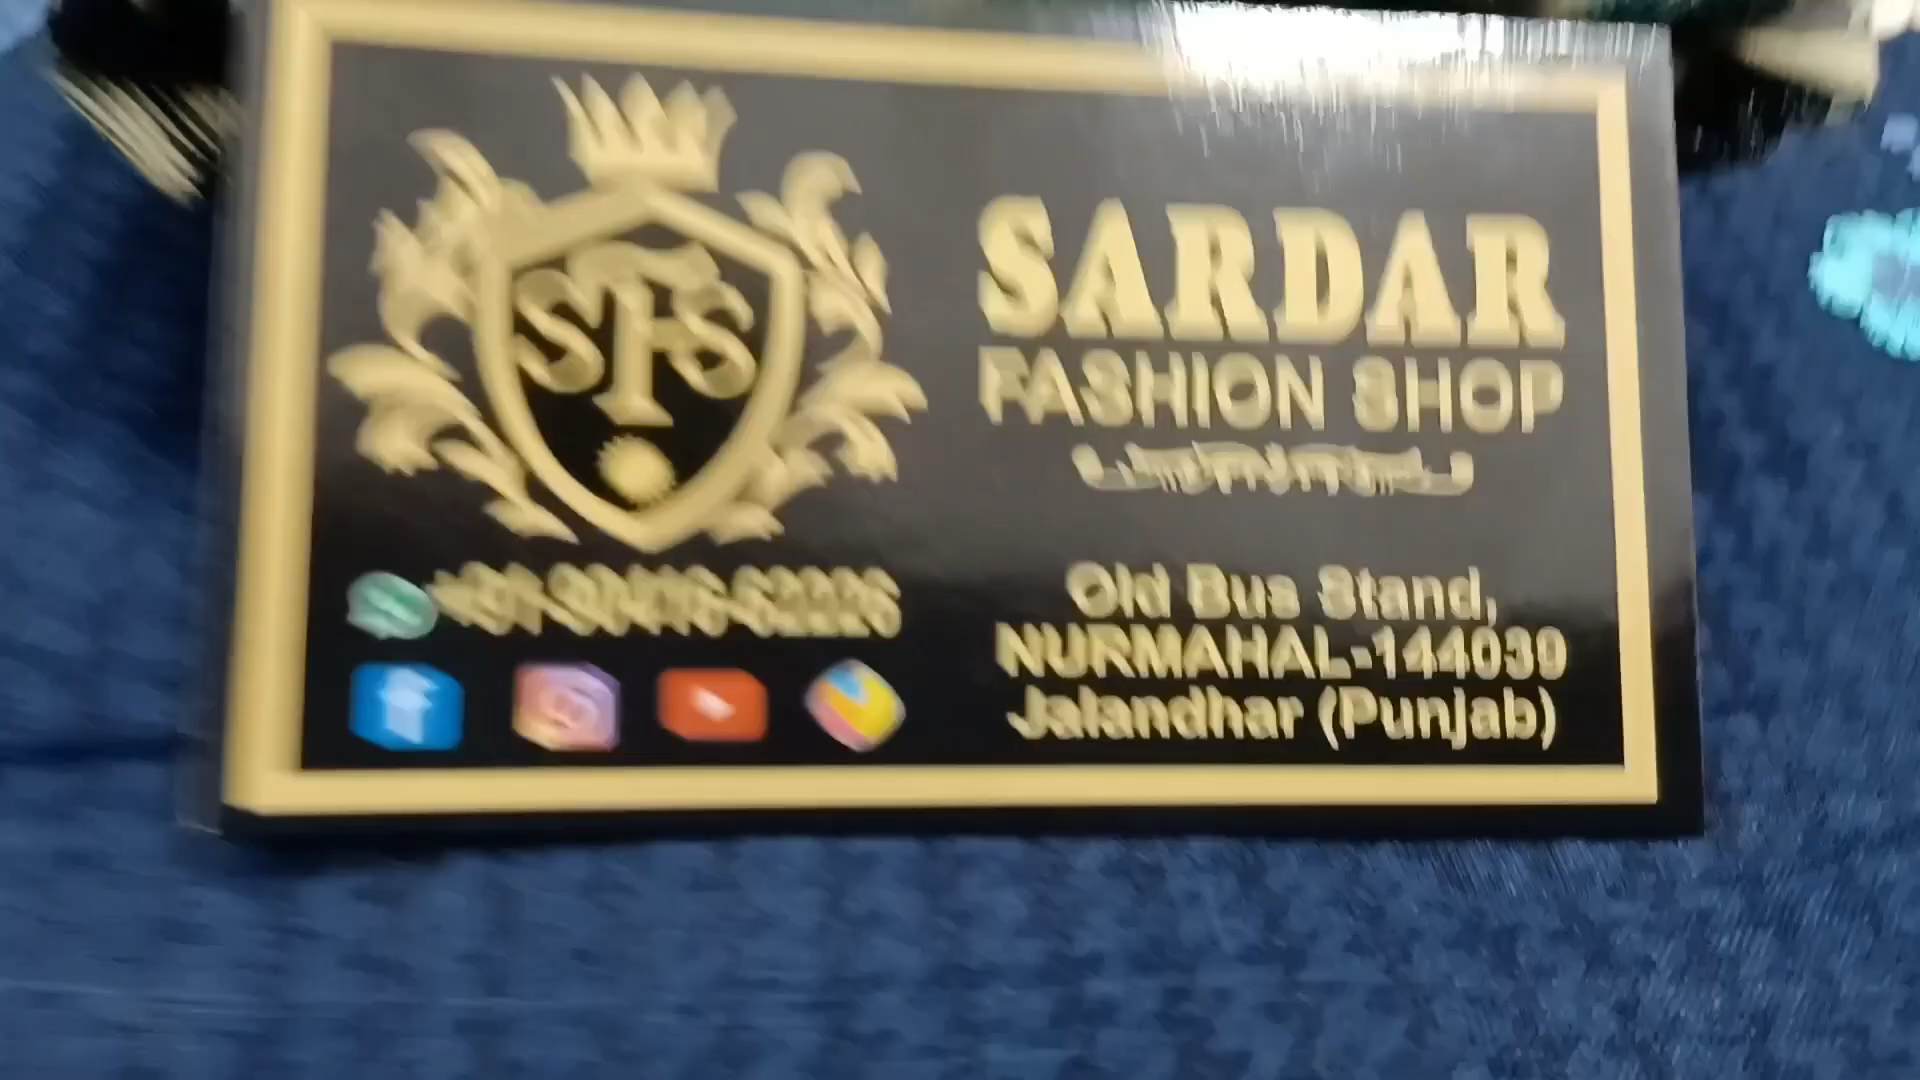 SFS
SARDAR
FASHION SHOP
Old Bus Stand,
NURMAHAL-144039
Jalandhar (Punjab)